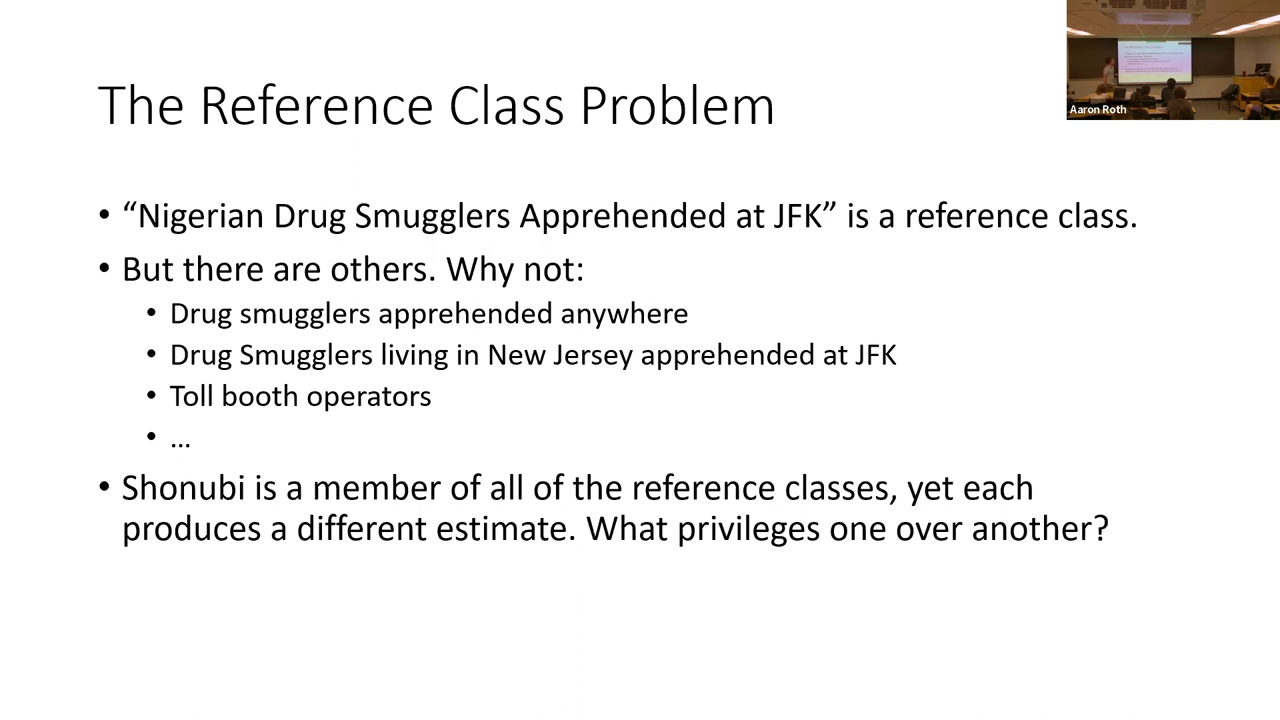 The Reference Class Problem
Aaron Roth
• “Nigerian Drug Smugglers Apprehended at JFK” is a reference class.
• But there are others. Why not:
• Drug smugglers apprehended anywhere
• Drug Smugglers living in New Jersey apprehended at JFK
• Toll booth operators
• …
• Shonubi is a member of all of the reference classes, yet each
produces a different estimate. What privileges one over another?